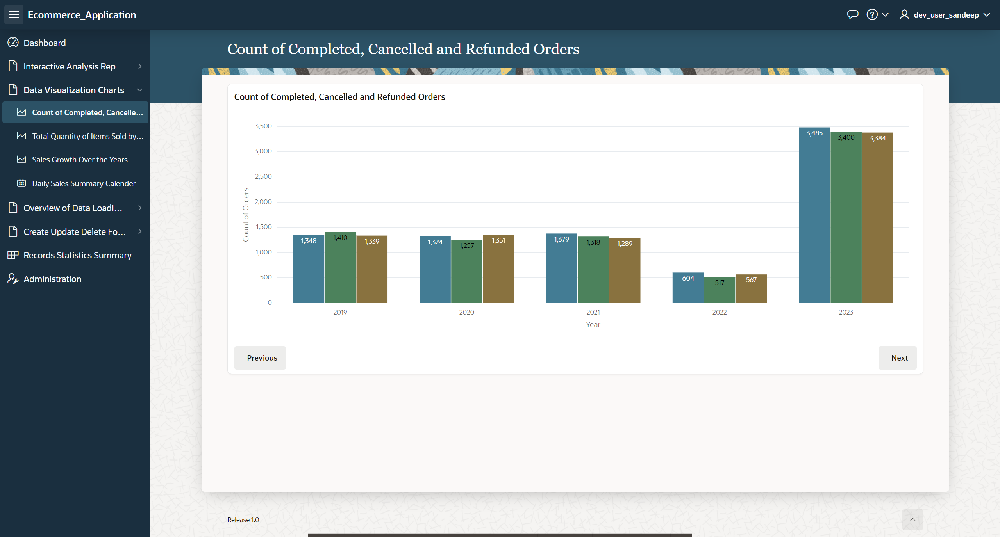 Ecommerce_Application
dev_user_sandeep
Dashboard
Interactive Analysis Rep...
Data Visualization Charts
Count of Completed, Cancelle...
Total Quantity of Items Sold by...
Sales Growth Over the Years
Daily Sales Summary Calender
Overview of Data Loadi...
Create Update Delete Fo...
Records Statistics Summary
Administration
Count of Completed, Cancelled and Refunded Orders
Count of Completed, Cancelled and Refunded Orders
Count of Orders
3,500
3,000
2,500
2,000
1,500
1,000
500
0
1,348 1,410 1,339
1,324 1,257 1,351
1,379 1,318 1,289
604 517 567
3,485 3,400 3,384
2019 2020 2021 2022 2023
Year
Previous
Next
Release 1.0